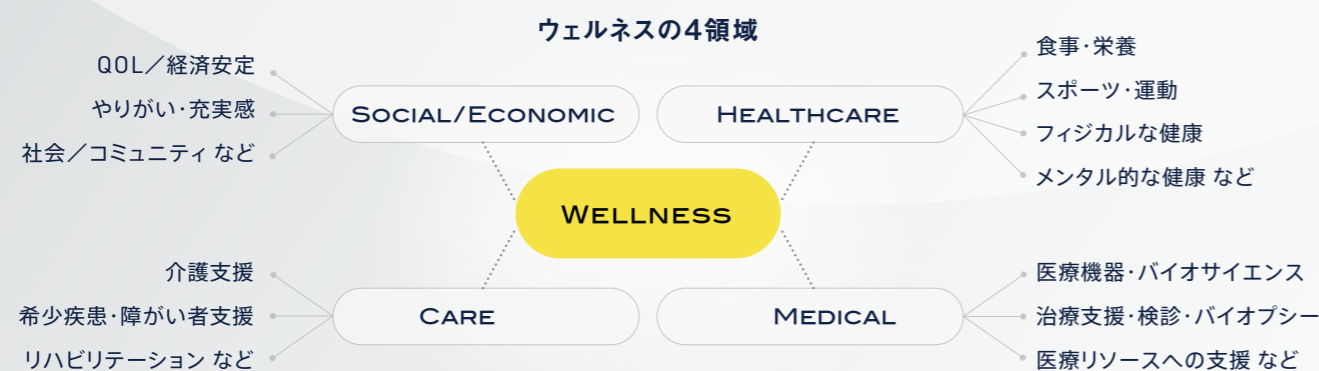 ウェルネスの4領域
QOL／経済安定
やりがい・充実感
社会／コミュニティ など
SOCIAL/ECONOMIC
HEALTHCARE
食事・栄養
スポーツ・運動
フィジカルな健康
メンタル的な健康 など
WELLNESS
介護支援
希少疾患・障がい者支援
リハビリテーション など
CARE
MEDICAL
医療機器・バイオサイエンス
治療支援・検診・バイオプシー
医療リソースへの支援 など